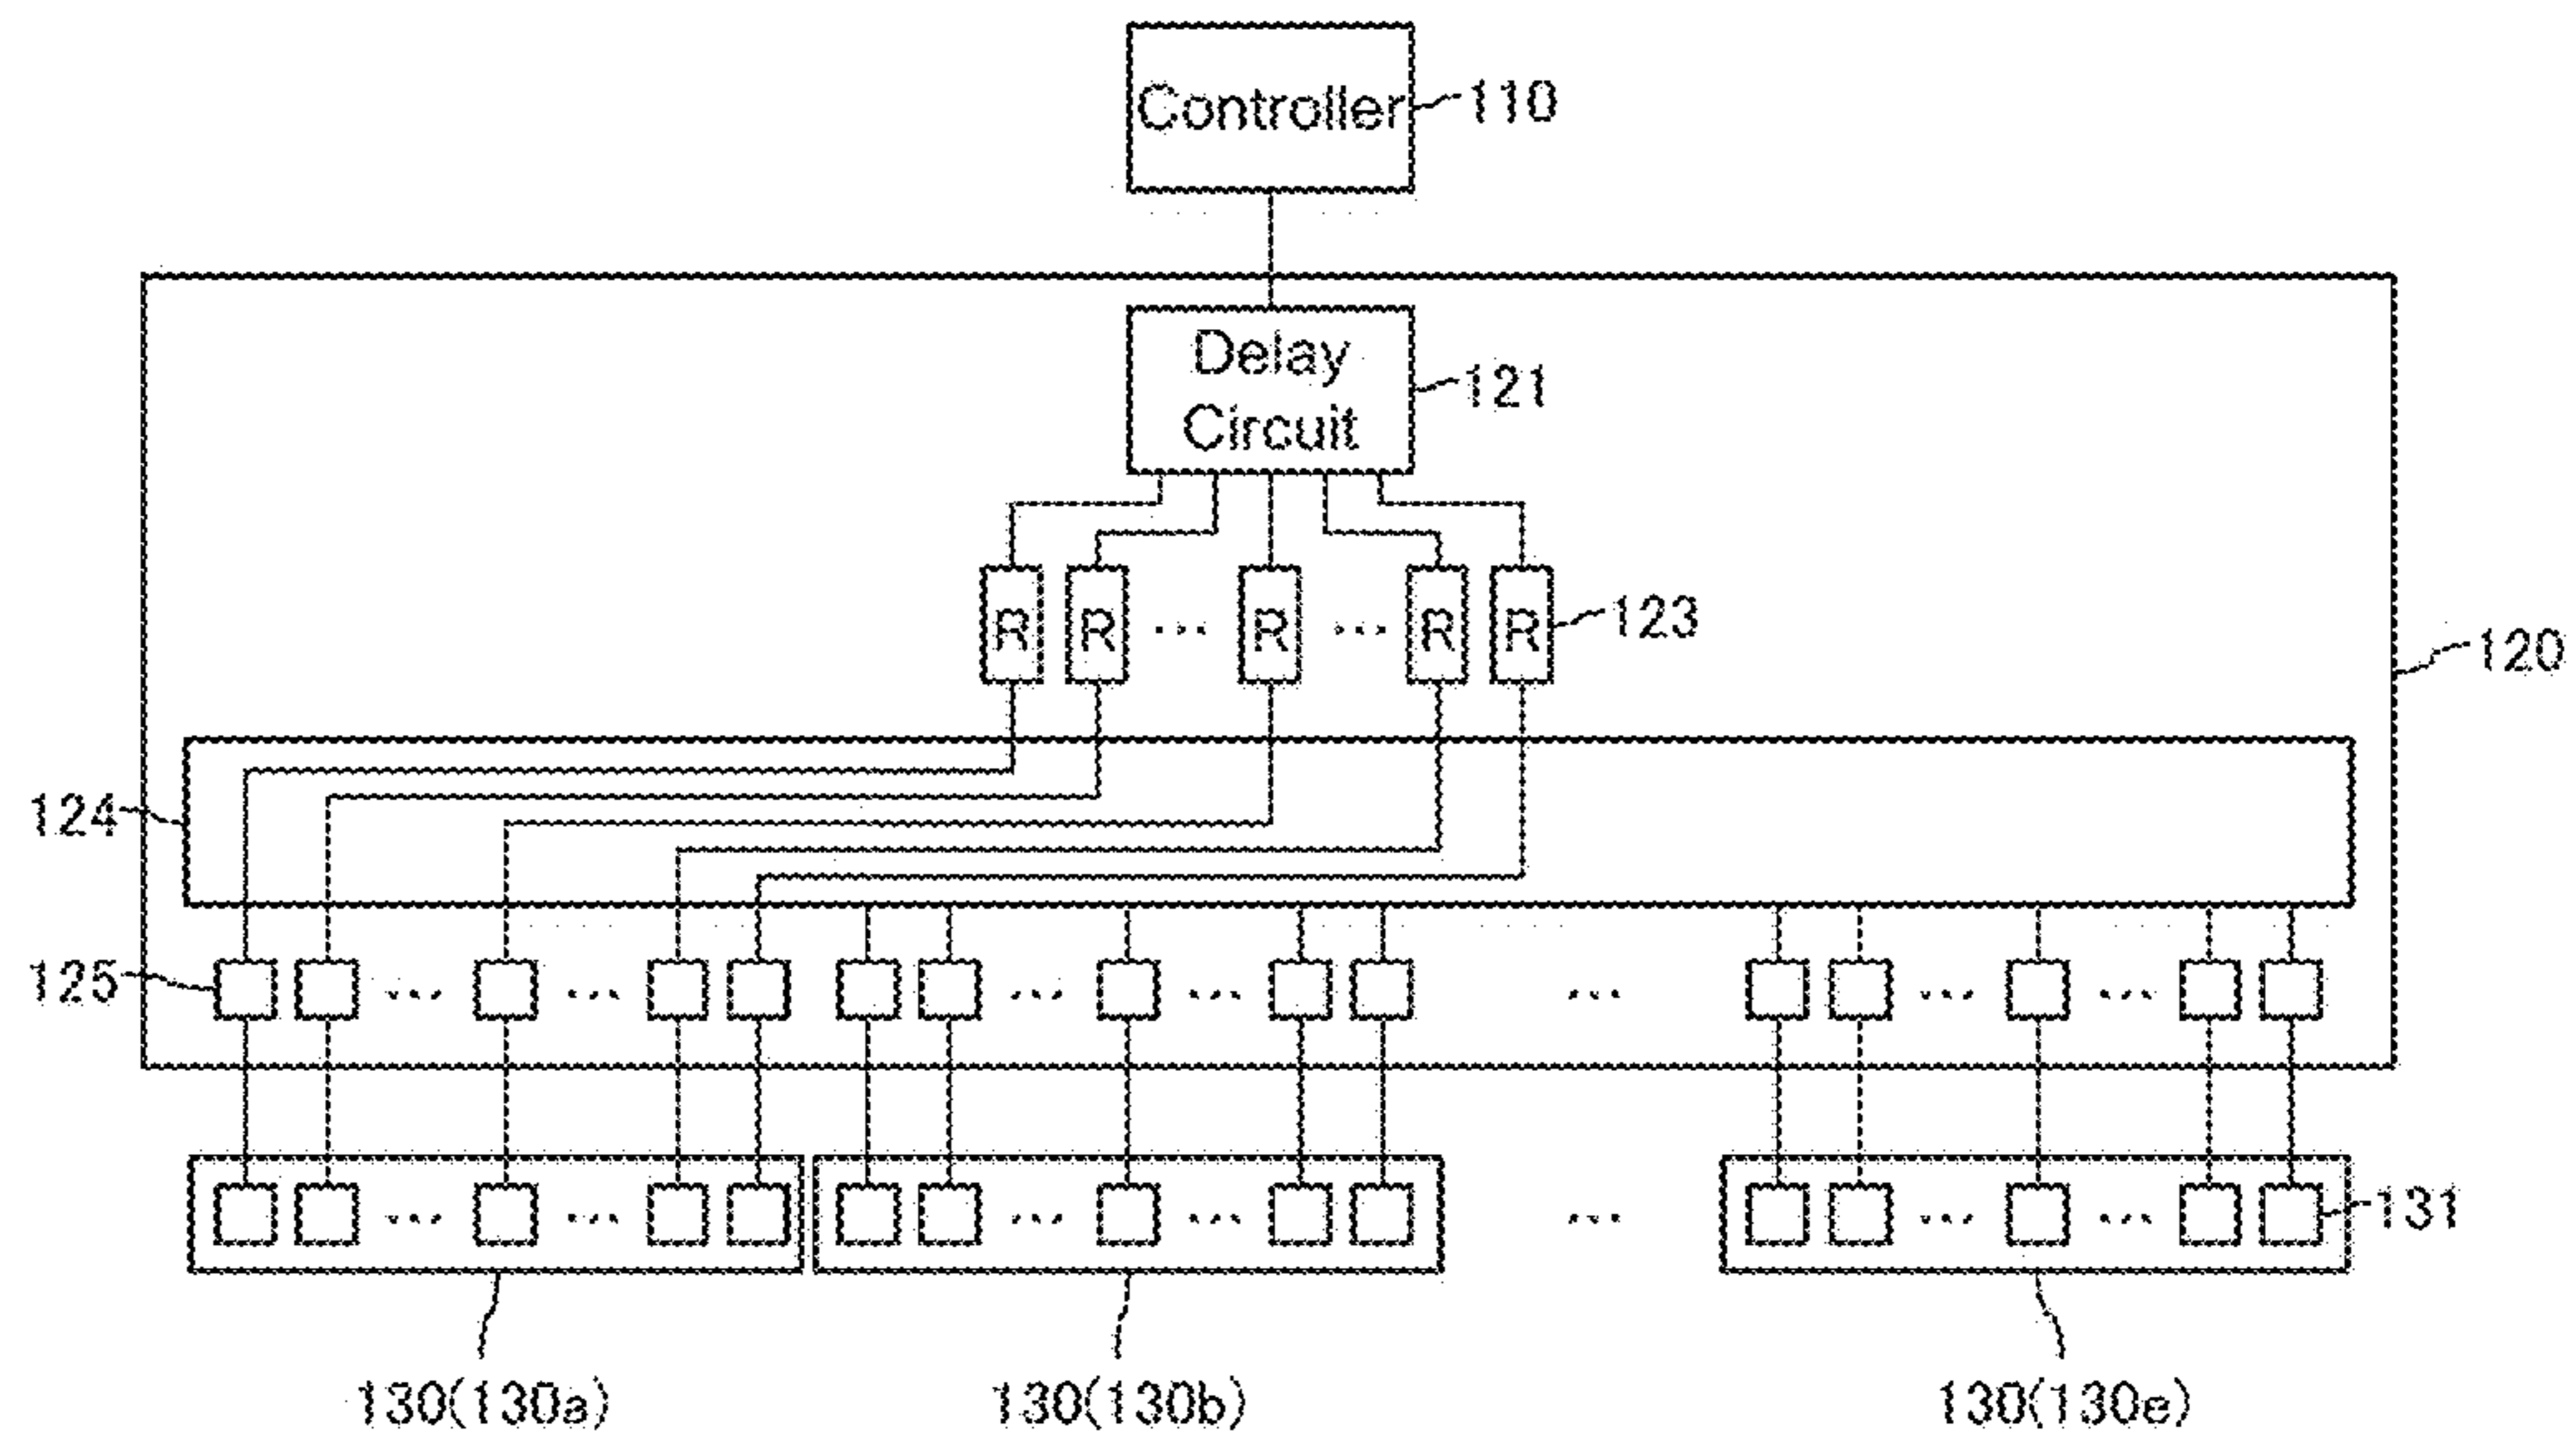 Controller
110
Delay
Circuit
121
R R ... R ... R R
123
120
124
125
... ... ... ... ... ... ...
... ... ... ... ... ... ...
131
130(130a)
130(130b)
130(130e)